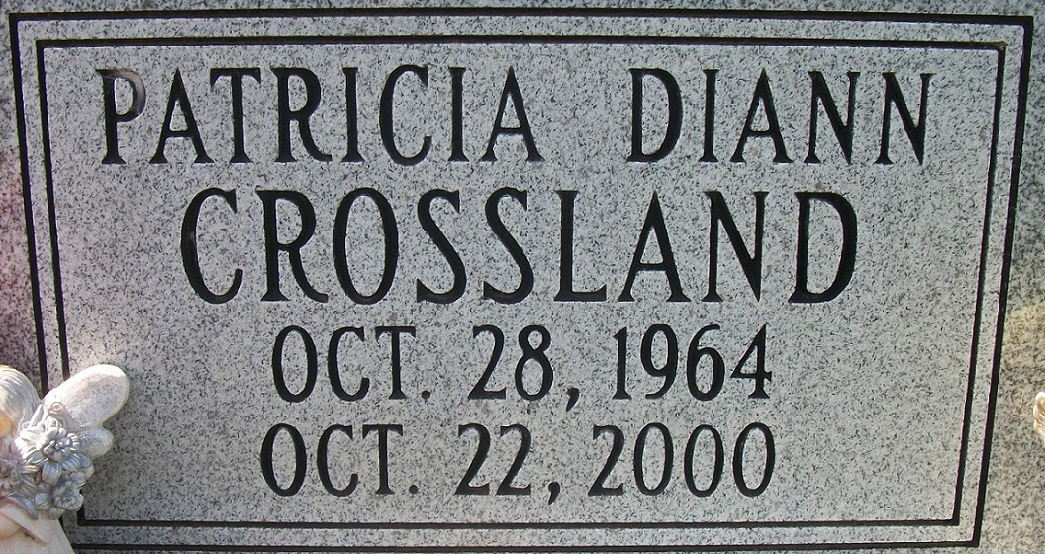 PATRICIA DIANN
CROSSLAND
OCT. 28, 1964
OCT. 22, 2000